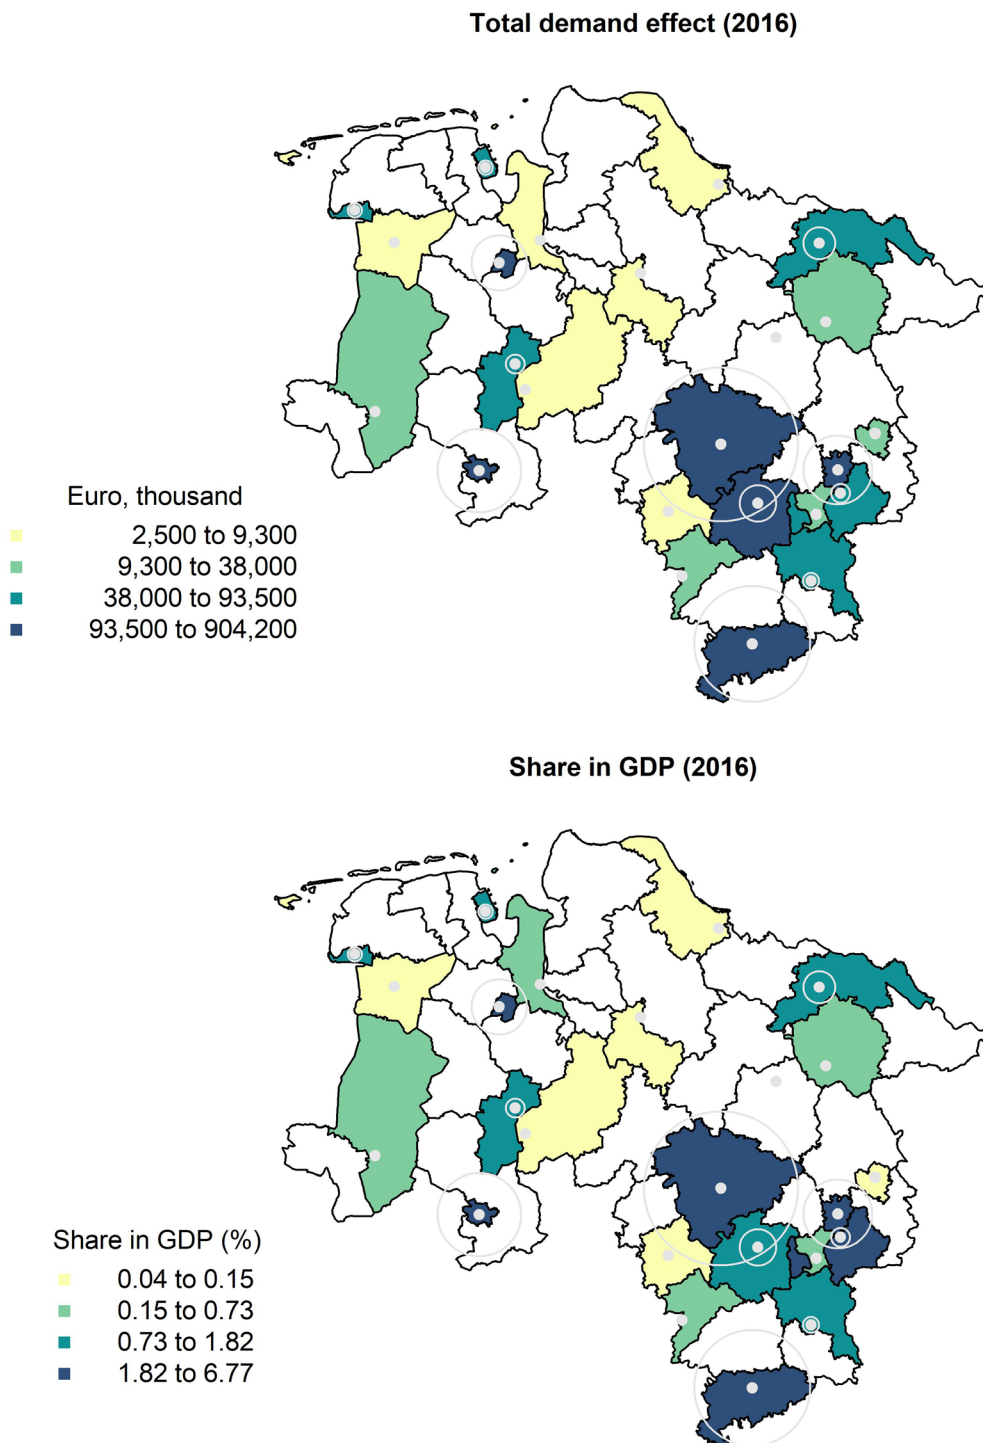 Total demand effect (2016)
Euro, thousand
2,500 to 9,300
9,300 to 38,000
38,000 to 93,500
93,500 to 904,200
Share in GDP (2016)
Share in GDP (%)
0.04 to 0.15
0.15 to 0.73
0.73 to 1.82
1.82 to 6.77